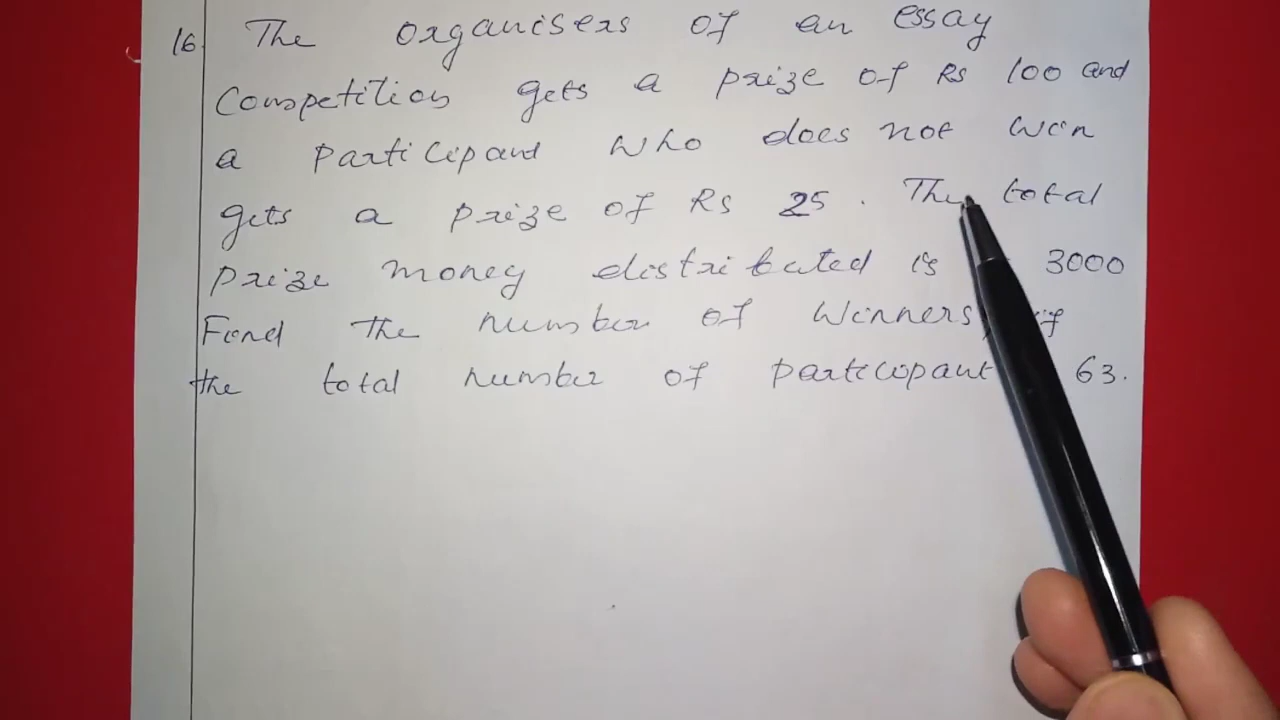 16. The organisers of an essay
Competition gets a prize of Rs 100 and
a participant who does not win
gets a prize of Rs 25. The total
prize money distributed is 3000
Find the number of winners, if
the total number of participant 63.